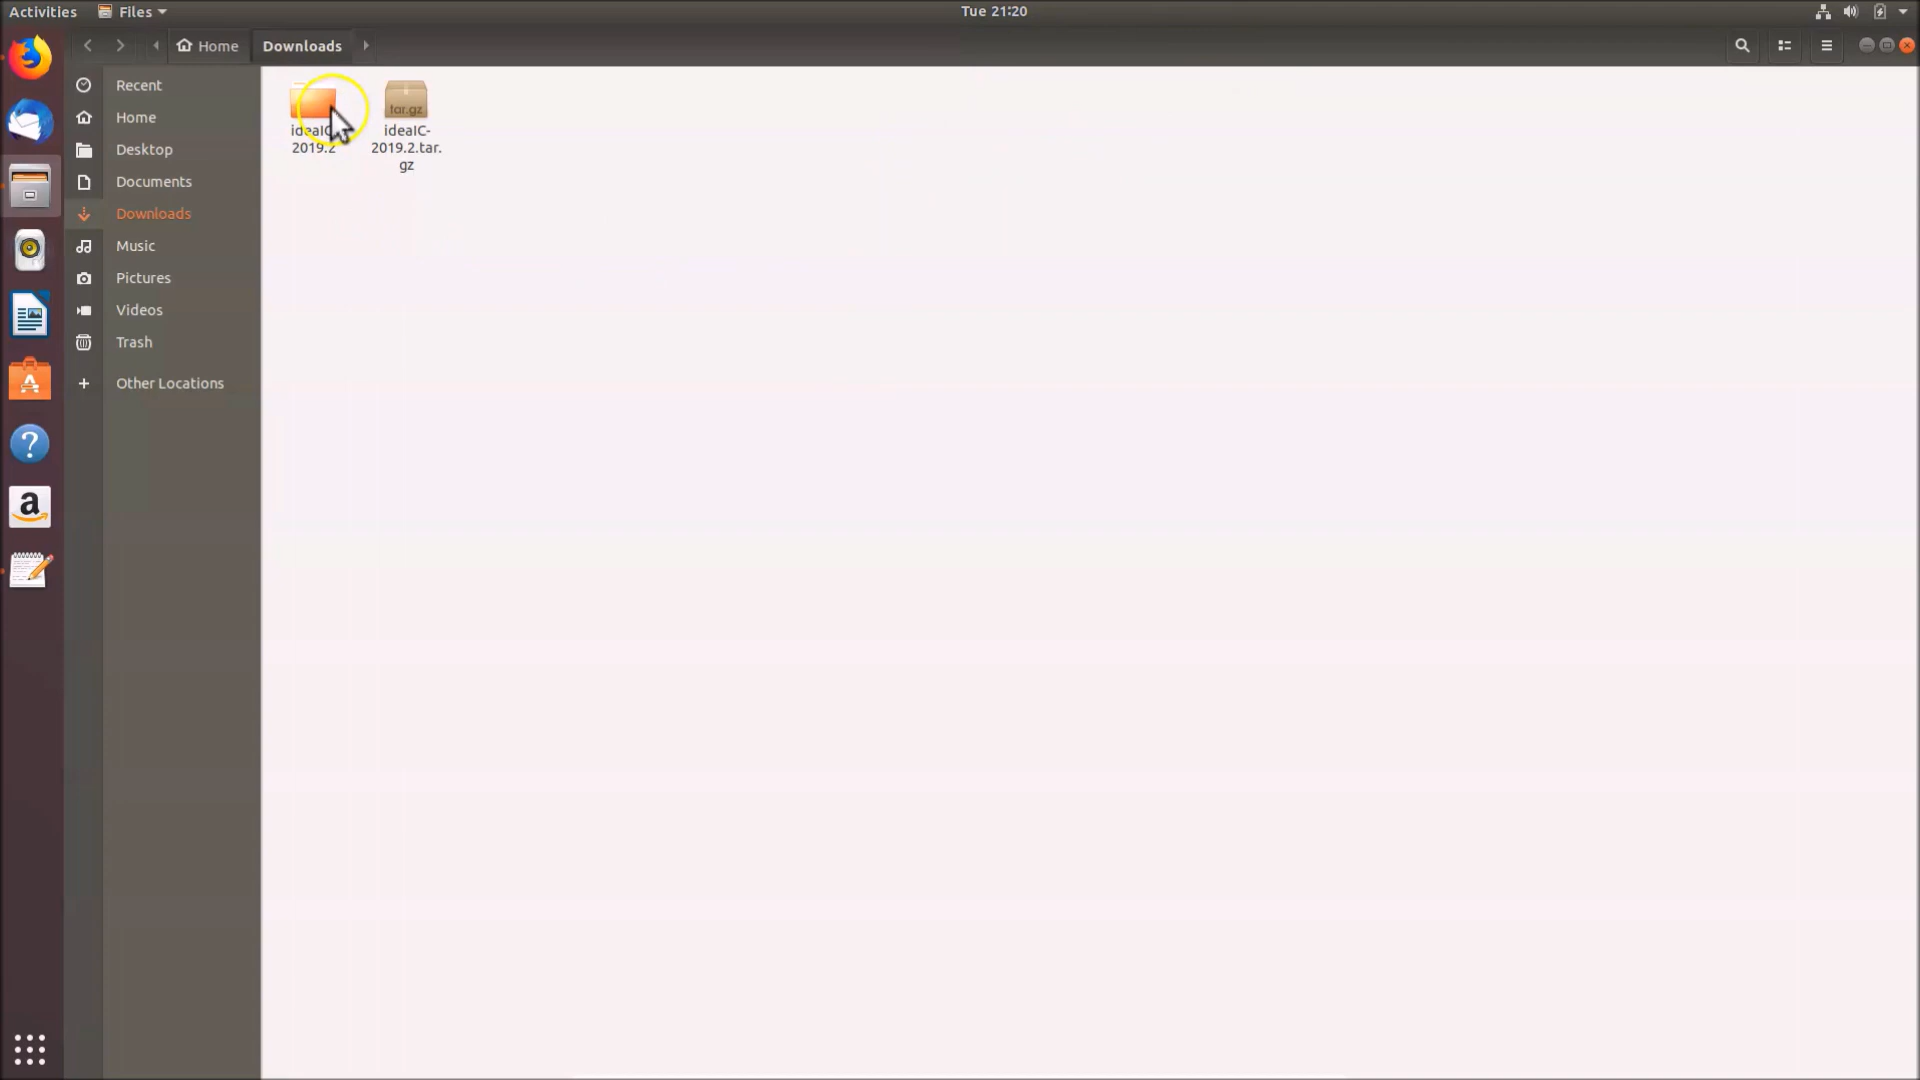 Activities Files Tue 21:20
Home Downloads
Recent
Home
Desktop
Documents
Downloads
Music
Pictures
Videos
Trash
Other Locations
2019.2
tar.gz
ideaIC-
2019.2.tar.
gz
a